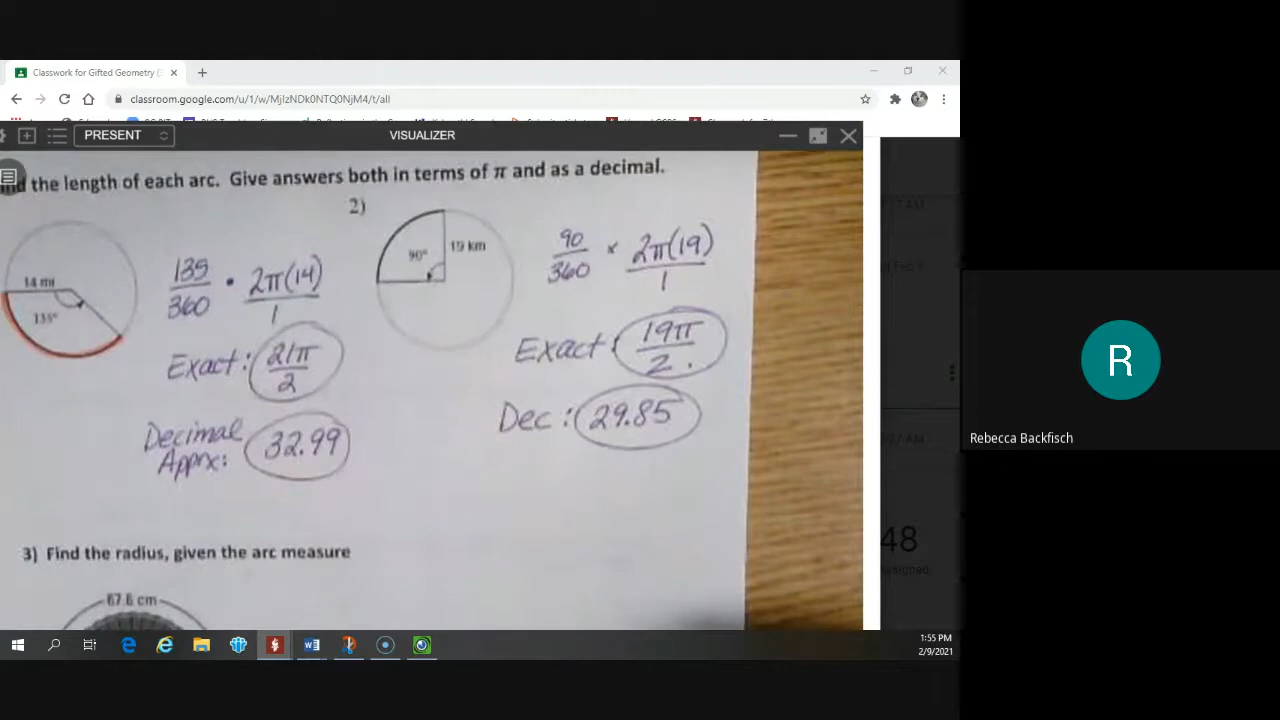 Classwork for Gifted Geometry (
classroom.google.com/u/1/w/MjIzNDk0NTQ0NjM4/t/all
PRESENT
VISUALIZER
the length of each arc. Give answers both in terms of π and as a decimal.
14 mi
135°
135/360 • 2π(14)/1
Exact: 21π/2
Decimal
Apprx: 32.99
2)
90°
19 km
90/360 × 2π(19)/1
Exact: 19π/2
Dec: 29.85
3) Find the radius, given the arc measure
67.6 cm
48
R
Rebecca Backfisch
1:55 PM
2/9/2021